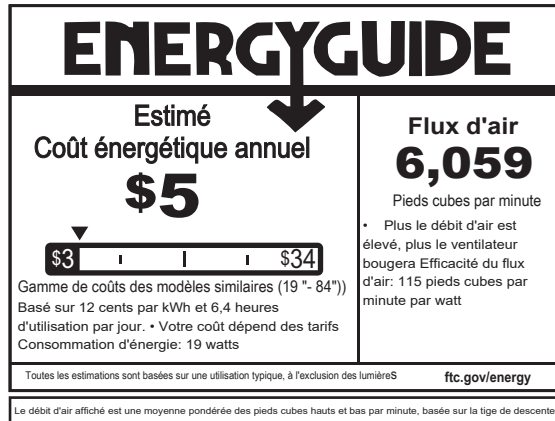 ENERGYGUIDE
Estimé
Coût énergétique annuel
$5
$3
$34
Gamme de coûts des modèles similaires (19 "- 84"))
Basé sur 12 cents par kWh et 6,4 heures
d'utilisation par jour. • Votre coût dépend des tarifs
Consommation d'énergie: 19 watts
Flux d'air
6,059
Pieds cubes par minute
• Plus le débit d'air est
élevé, plus le ventilateur
bougera Efficacité du flux
d'air: 115 pieds cubes par
minute par watt
Toutes les estimations sont basées sur une utilisation typique, à l'exclusion des lumièreS
ftc.gov/energy
Le débit d'air affiché est une moyenne pondérée des pieds cubes hauts et bas par minute, basée sur la tige de descente